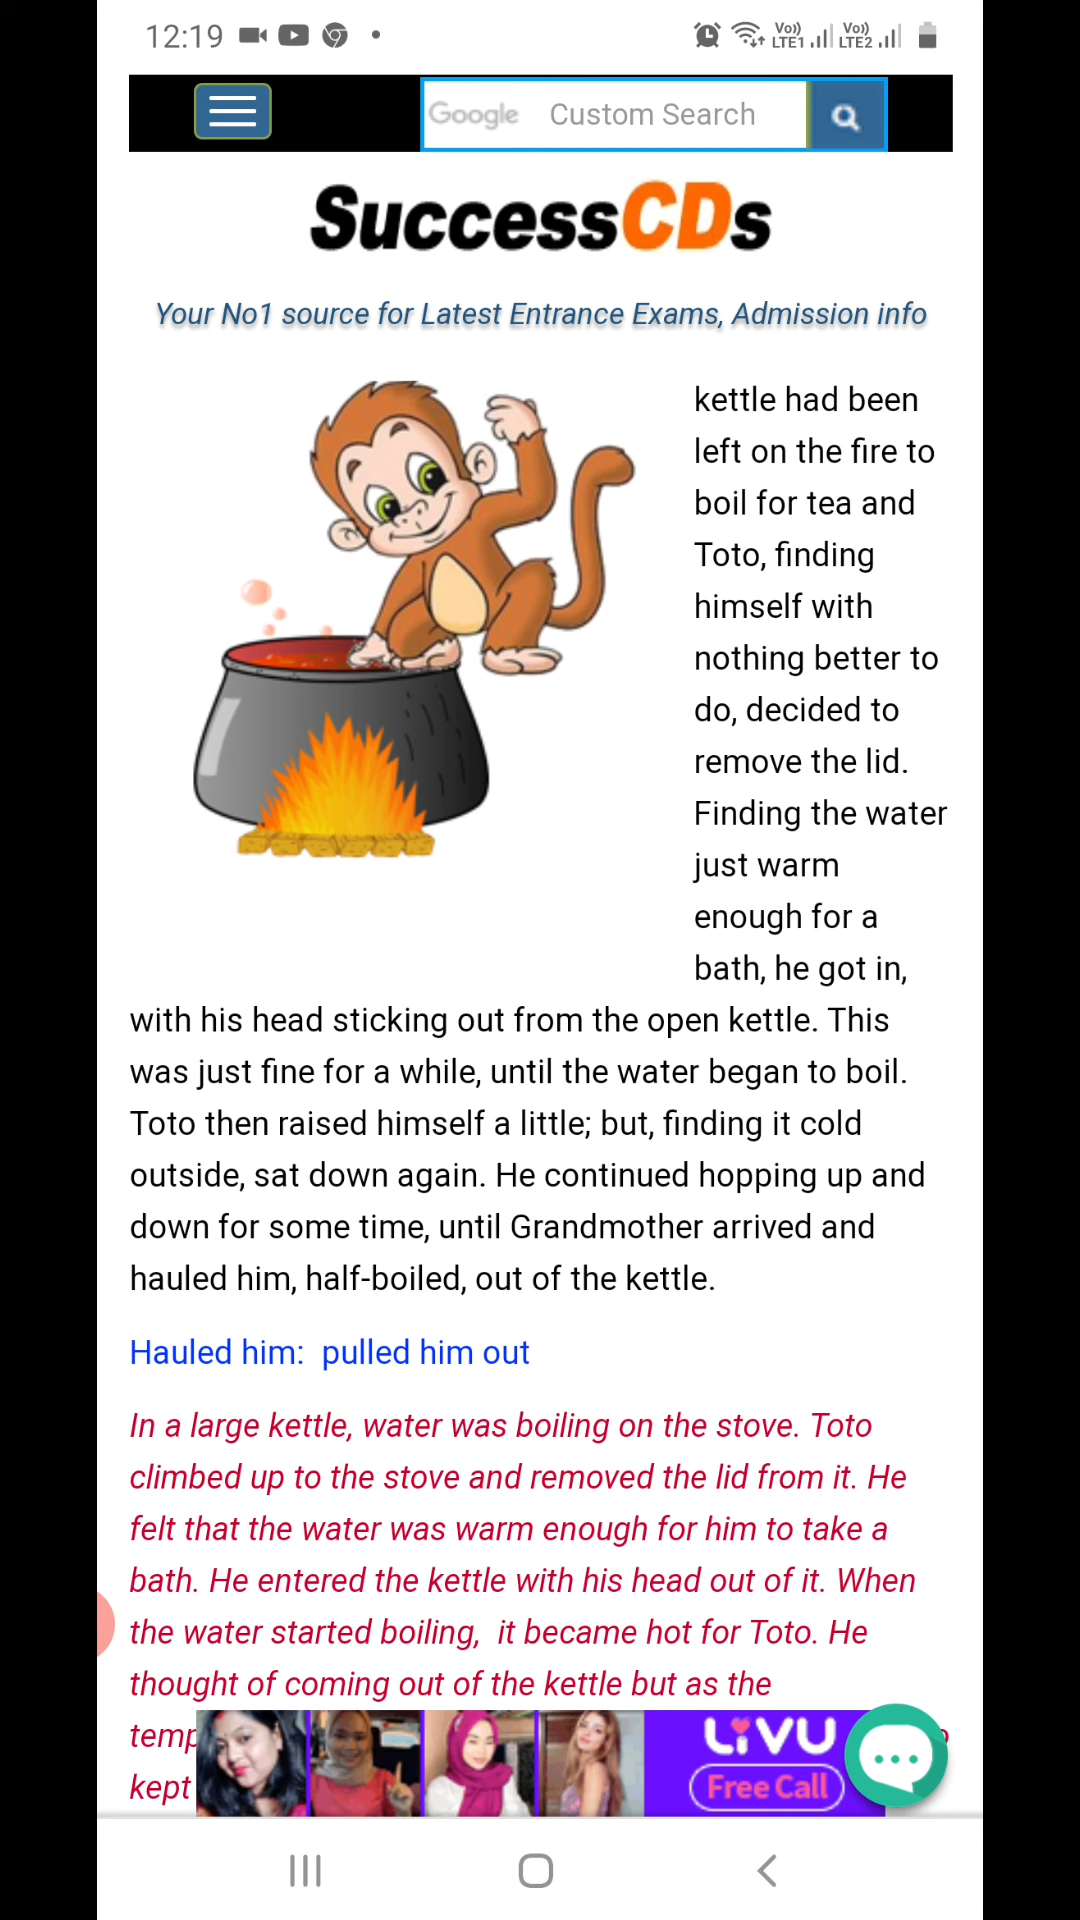 12:19
Vo)) LTE1 Vo)) LTE2
Google Custom Search
SuccessCDs
Your No1 source for Latest Entrance Exams, Admission info
kettle had been
left on the fire to
boil for tea and
Toto, finding
himself with
nothing better to
do, decided to
remove the lid.
Finding the water
just warm
enough for a
bath, he got in,
with his head sticking out from the open kettle. This
was just fine for a while, until the water began to boil.
Toto then raised himself a little; but, finding it cold
outside, sat down again. He continued hopping up and
down for some time, until Grandmother arrived and
hauled him, half-boiled, out of the kettle.
Hauled him:  pulled him out
In a large kettle, water was boiling on the stove. Toto
climbed up to the stove and removed the lid from it. He
felt that the water was warm enough for him to take a
bath. He entered the kettle with his head out of it. When
the water started boiling,  it became hot for Toto. He
thought of coming out of the kettle but as the
kept
LIVU
Free Call